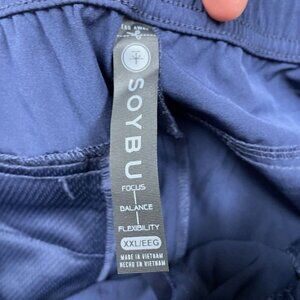 SOYBU
FOCUS
BALANCE
FLEXIBILITY
XXL/EEG
MADE IN VIETNAM
HECHO EN VIETNAM